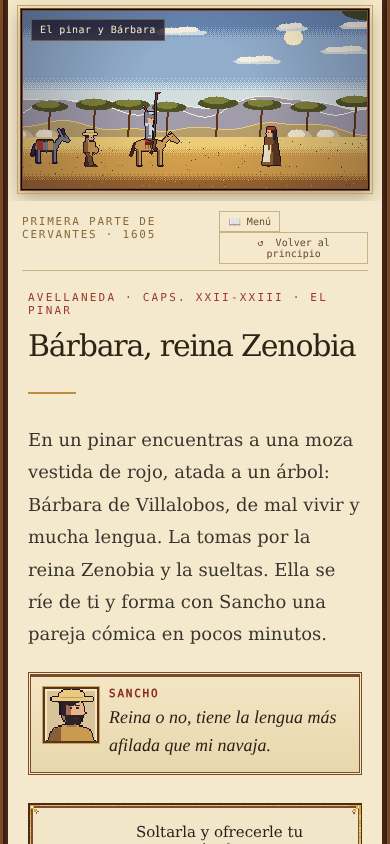 El pinar y Bárbara
PRIMERA PARTE DE
CERVANTES · 1605
📖 Menú
↺ Volver al
principio
AVELLANEDA · CAPS. XXII-XXIII · EL
PINAR
Bárbara, reina Zenobia
En un pinar encuentras a una moza
vestida de rojo, atada a un árbol:
Bárbara de Villalobos, de mal vivir y
mucha lengua. La tomas por la
reina Zenobia y la sueltas. Ella se
ríe de ti y forma con Sancho una
pareja cómica en pocos minutos.
SANCHO
Reina o no, tiene la lengua más
afilada que mi navaja.
Soltarla y ofrecerle tu